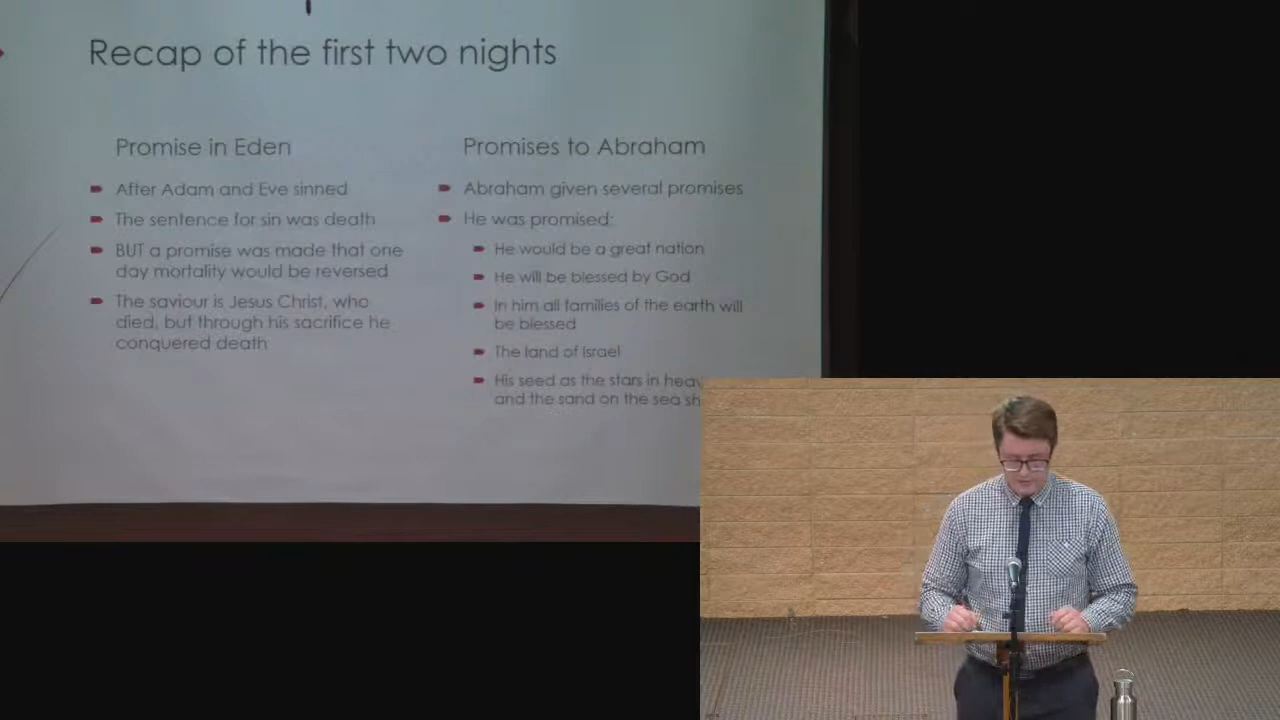 Recap of the first two nights
Promise in Eden
After Adam and Eve sinned
The sentence for sin was death
BUT a promise was made that one
day mortality would be reversed
The saviour is Jesus Christ, who
died, but through his sacrifice he
conquered death
Promises to Abraham
Abraham given several promises
He was promised:
He would be a great nation
He will be blessed by God
In him all families of the earth will
be blessed
The land of Israel
His seed as the stars in
and the sand on the sea